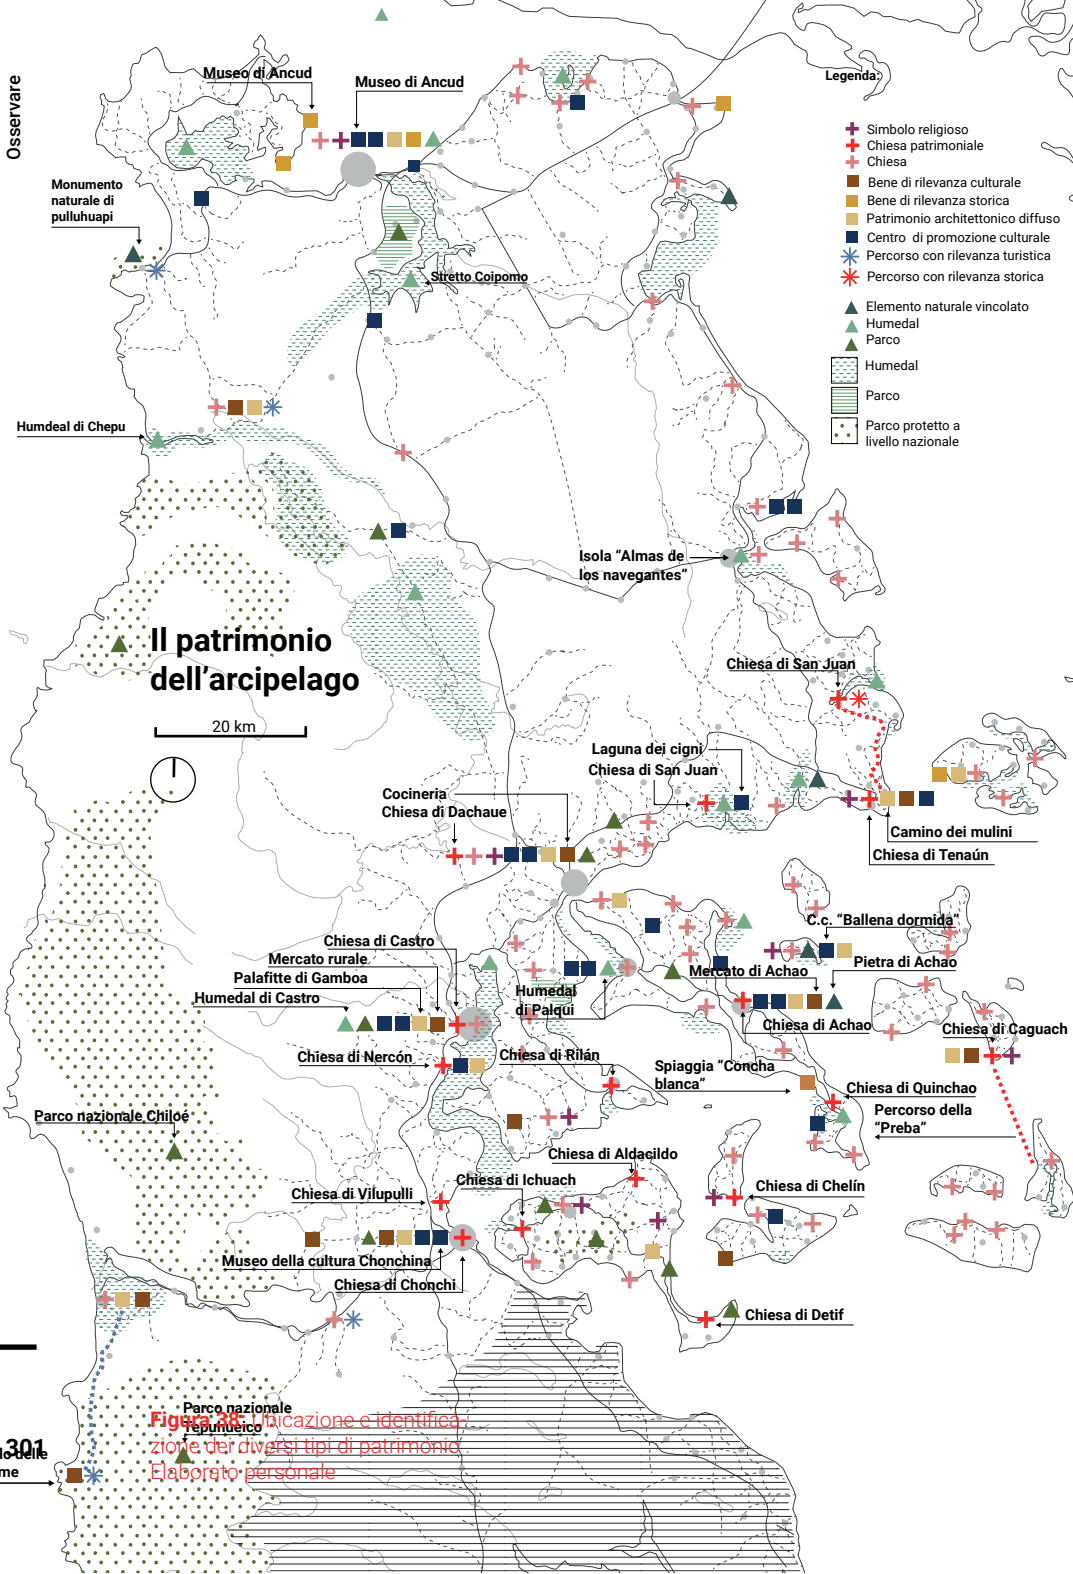 Osservare
Museo di Ancud
Museo di Ancud
Legenda:
Simbolo religioso
Chiesa patrimoniale
Chiesa
Bene di rilevanza culturale
Bene di rilevanza storica
Patrimonio architettonico diffuso
Centro di promozione culturale
Percorso con rilevanza turistica
Percorso con rilevanza storica
Elemento naturale vincolato
Humedal
Parco
Humedal
Parco
Parco protetto a
livello nazionale
Monumento
naturale di
pulluhuapi
Stretto Coipomo
Humdeal di Chepu
Isola “Almas de
los navegantes”
Il patrimonio
dell’arcipelago
20 km
Chiesa di San Juan
Laguna dei cigni
Chiesa di San Juan
Cocineria
Chiesa di Dachaue
Camino dei mulini
Chiesa di Tenaún
C.c. “Ballena dormida”
Pietra di Achao
Mercato di Achao
Chiesa di Achao
Chiesa di Castro
Mercato rurale
Palafitte di Gamboa
Humedal di Castro
Humedal
di Palqui
Chiesa di Caguach
Chiesa di Nercón
Chiesa di Rilán
Spiaggia “Concha
blanca”
Chiesa di Quinchao
Percorso della
“Preba”
Parco nazionale Chiloé
Chiesa di Aldacildo
Chiesa di Ichuach
Chiesa di Vilupulli
Chiesa di Chelín
Museo della cultura Chonchina
Chiesa di Chonchi
Chiesa di Detif
Parco nazionale
Tepuhueico
Figura 38: Ubicazione e identifica-
zione dei diversi tipi di patrimonio .
Elaborato personale
301
lo delle
me